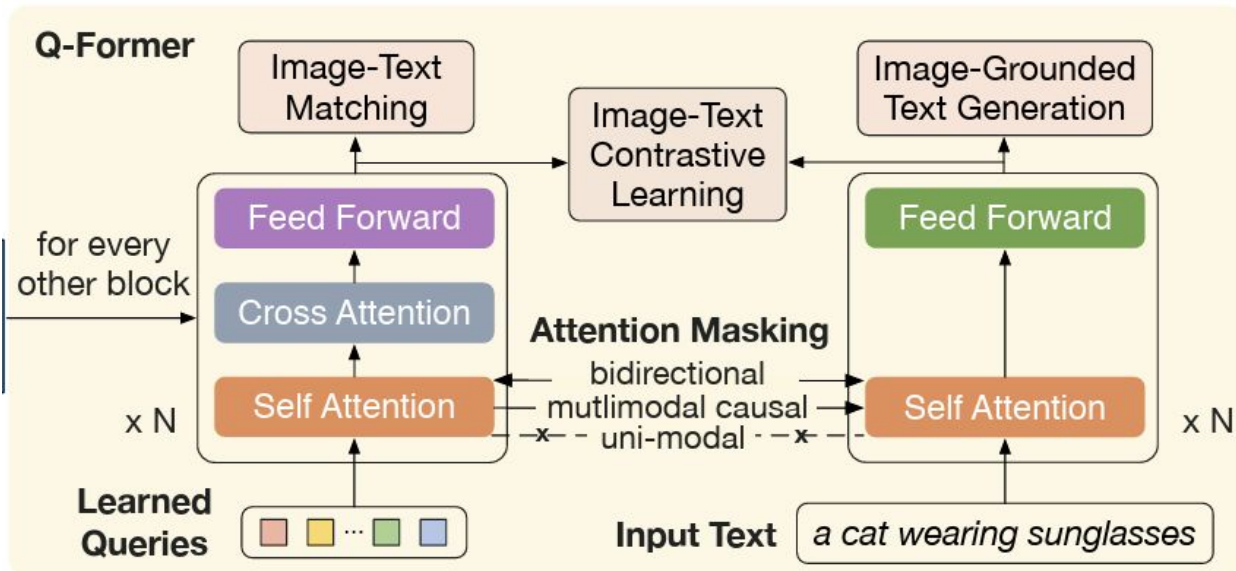 Q-Former
Image-Text
Matching
Image-Text
Contrastive
Learning
Image-Grounded
Text Generation
Feed Forward
Feed Forward
for every
other block
Cross Attention
Attention Masking
bidirectional
Self Attention
mutlimodal causal
Self Attention
x N
x uni-modal x
x N
Learned
Queries
...
Input Text
a cat wearing sunglasses